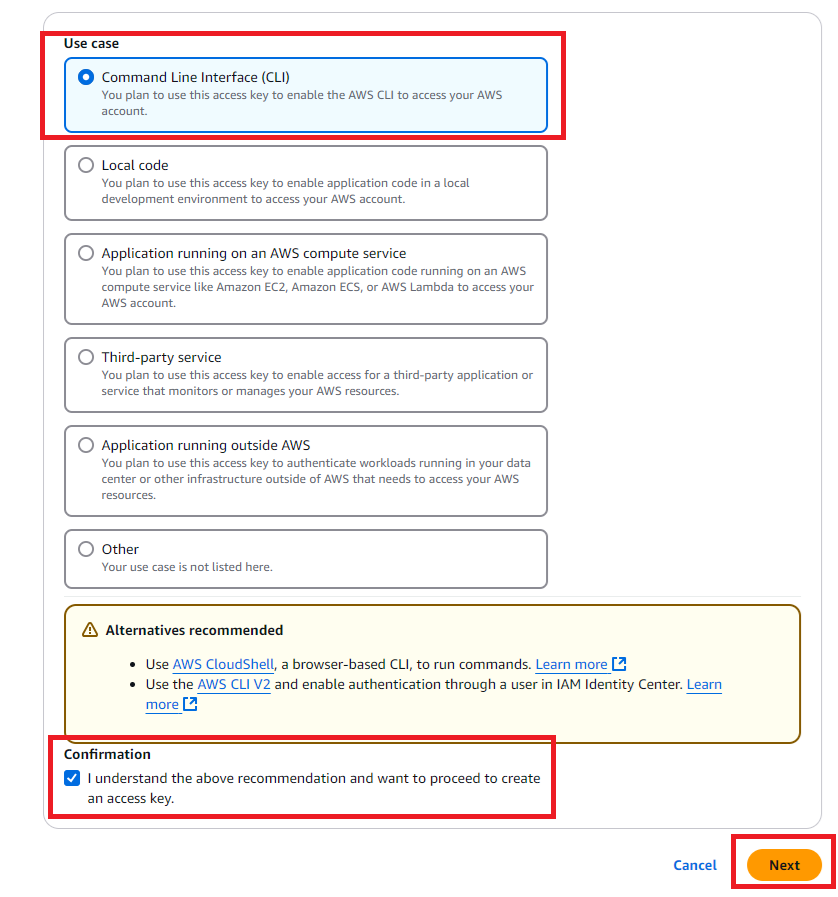 Use case
Command Line Interface (CLI)
You plan to use this access key to enable the AWS CLI to access your AWS
account.
Local code
You plan to use this access key to enable application code in a local
development environment to access your AWS account.
Application running on an AWS compute service
You plan to use this access key to enable application code running on an AWS
compute service like Amazon EC2, Amazon ECS, or AWS Lambda to access your
AWS account.
Third-party service
You plan to use this access key to enable access for a third-party application or
service that monitors or manages your AWS resources.
Application running outside AWS
You plan to use this access key to authenticate workloads running in your data
center or other infrastructure outside of AWS that needs to access your AWS
resources.
Other
Your use case is not listed here.
Alternatives recommended
• Use AWS CloudShell, a browser-based CLI, to run commands. Learn more
• Use the AWS CLI V2 and enable authentication through a user in IAM Identity Center. Learn
more
Confirmation
I understand the above recommendation and want to proceed to create
an access key.
Cancel Next